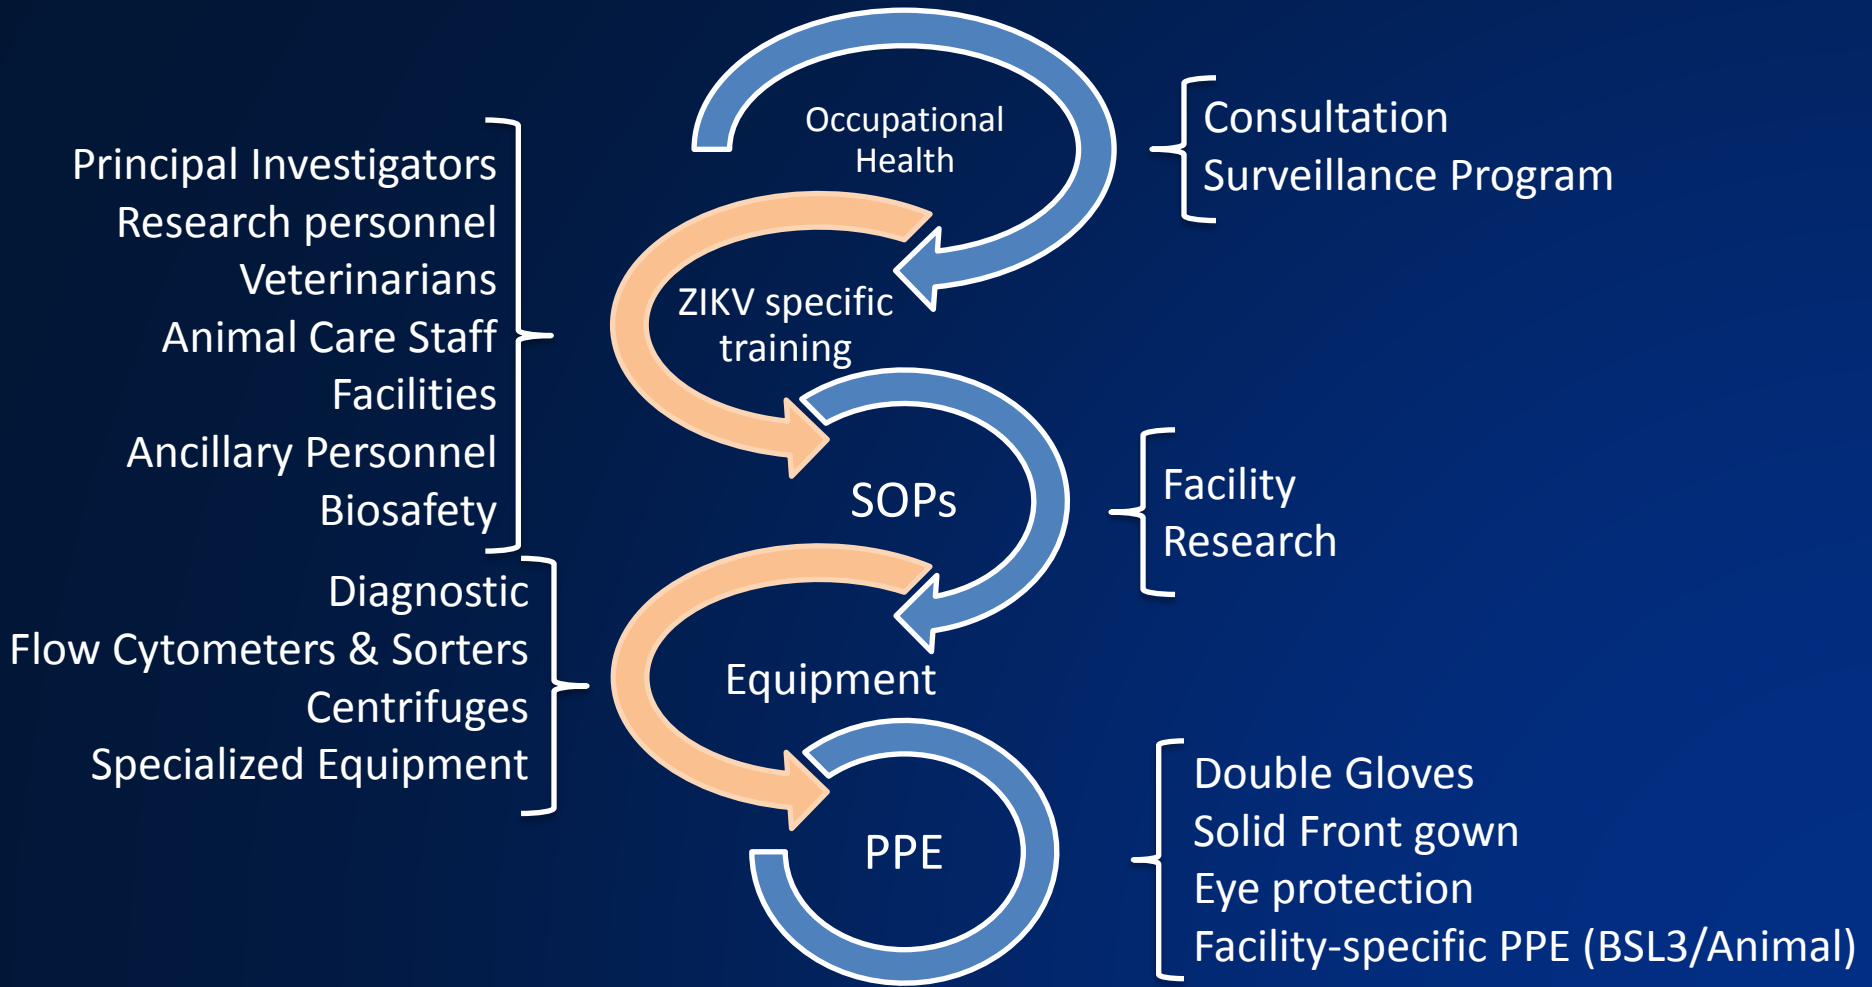 Occupational
Health
Consultation
Surveillance Program
Principal Investigators
Research personnel
Veterinarians
Animal Care Staff
Facilities
Ancillary Personnel
Biosafety
ZIKV specific
training
SOPs
Facility
Research
Diagnostic
Flow Cytometers & Sorters
Centrifuges
Specialized Equipment
Equipment
PPE
Double Gloves
Solid Front gown
Eye protection
Facility-specific PPE (BSL3/Animal)